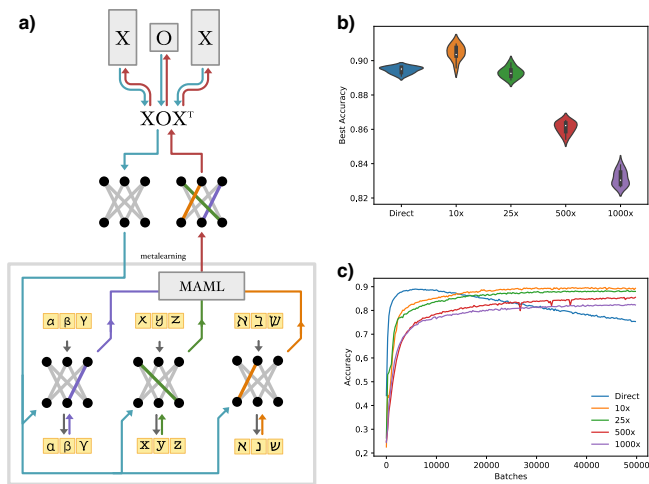 a)
X O X
XOXᵀ
metalearning
MAML
α β γ
x y z
א ב ש
α β γ
x y z
א נ ש
b)
Best Accuracy
0.90
0.88
0.86
0.84
0.82
Direct 10x 25x 500x 1000x
c)
Accuracy
0.9
0.8
0.7
0.6
0.5
0.4
0.3
0.2
Direct
10x
25x
500x
1000x
0 10000 20000 30000 40000 50000
Batches